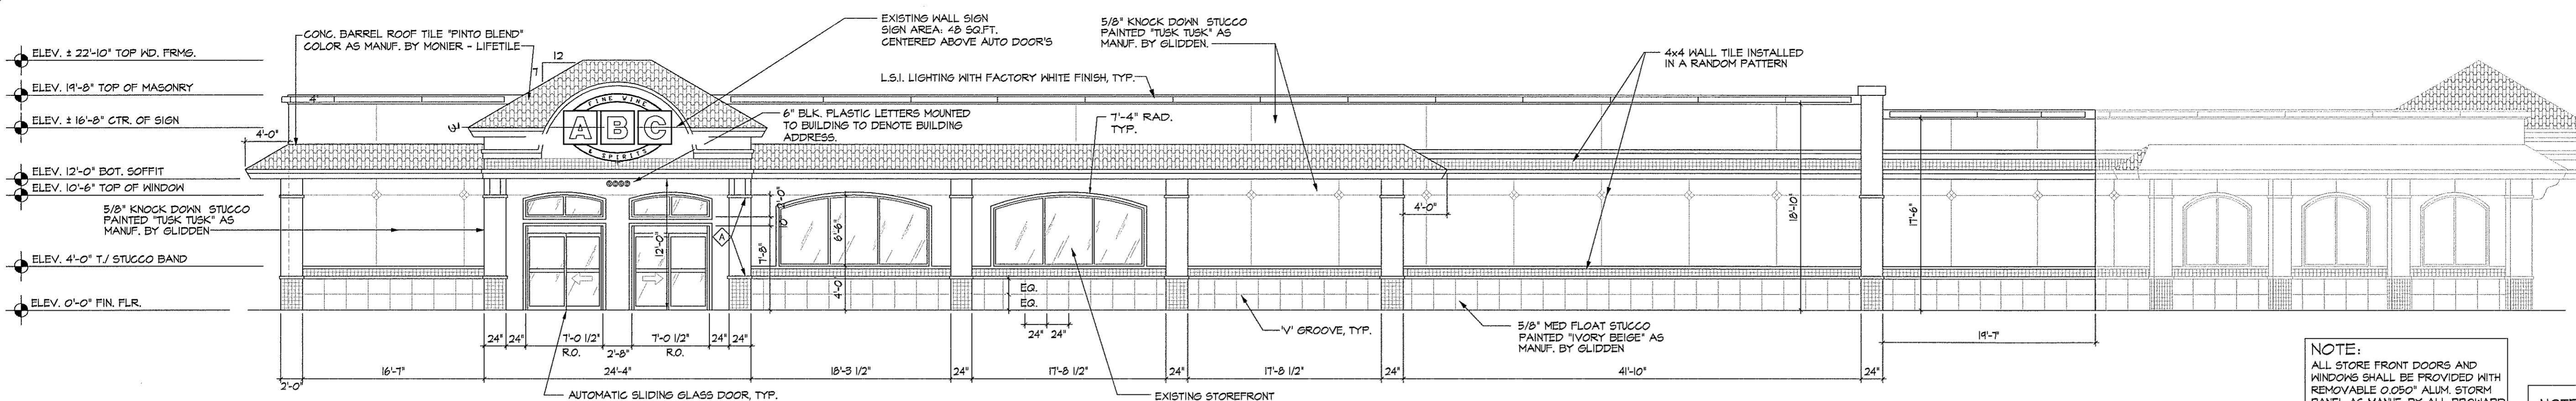 ELEV. ± 22'-10" TOP WD. FRMG.
ELEV. 19'-8" TOP OF MASONRY
ELEV. ± 16'-8" CTR. OF SIGN
ELEV. 12'-0" BOT. SOFFIT
ELEV. 10'-6" TOP OF WINDOW
ELEV. 4'-0" T./ STUCCO BAND
ELEV. 0'-0" FIN. FLR.
CONC. BARREL ROOF TILE "PINTO BLEND"
COLOR AS MANUF. BY MONIER - LIFETILE
5/8" KNOCK DOWN STUCCO
PAINTED "TUSK TUSK" AS
MANUF. BY GLIDDEN
4'-0"
4'
12
7
EXISTING WALL SIGN
SIGN AREA: 48 SQ.FT.
CENTERED ABOVE AUTO DOOR'S
L.S.I. LIGHTING WITH FACTORY WHITE FINISH, TYP.
6" BLK. PLASTIC LETTERS MOUNTED
TO BUILDING TO DENOTE BUILDING
ADDRESS.
FINE WINE
ABC
& SPIRITS
5/8" KNOCK DOWN STUCCO
PAINTED "TUSK TUSK" AS
MANUF. BY GLIDDEN.
7'-4" RAD.
TYP.
4x4 WALL TILE INSTALLED
IN A RANDOM PATTERN
12'-0"
A
7'-8"
6'-6"
4'-0"
4'-0"
18'-10"
17'-6"
EQ.
EQ.
24" 24"
'V' GROOVE, TYP.
5/8" MED FLOAT STUCCO
PAINTED "IVORY BEIGE" AS
MANUF. BY GLIDDEN
24" 24" 7'-0 1/2" 7'-0 1/2" 24" 24"
R.O. 2'-8" R.O.
19'-7"
2'-0" 16'-7" 24'-4" 18'-3 1/2" 24" 17'-8 1/2" 24" 17'-8 1/2" 24" 41'-10" 24"
AUTOMATIC SLIDING GLASS DOOR, TYP.
EXISTING STOREFRONT
NOTE:
ALL STORE FRONT DOORS AND
WINDOWS SHALL BE PROVIDED WITH
REMOVABLE 0.050" ALUM. STORM
PANEL AS MANUF. BY ALL BROWARD